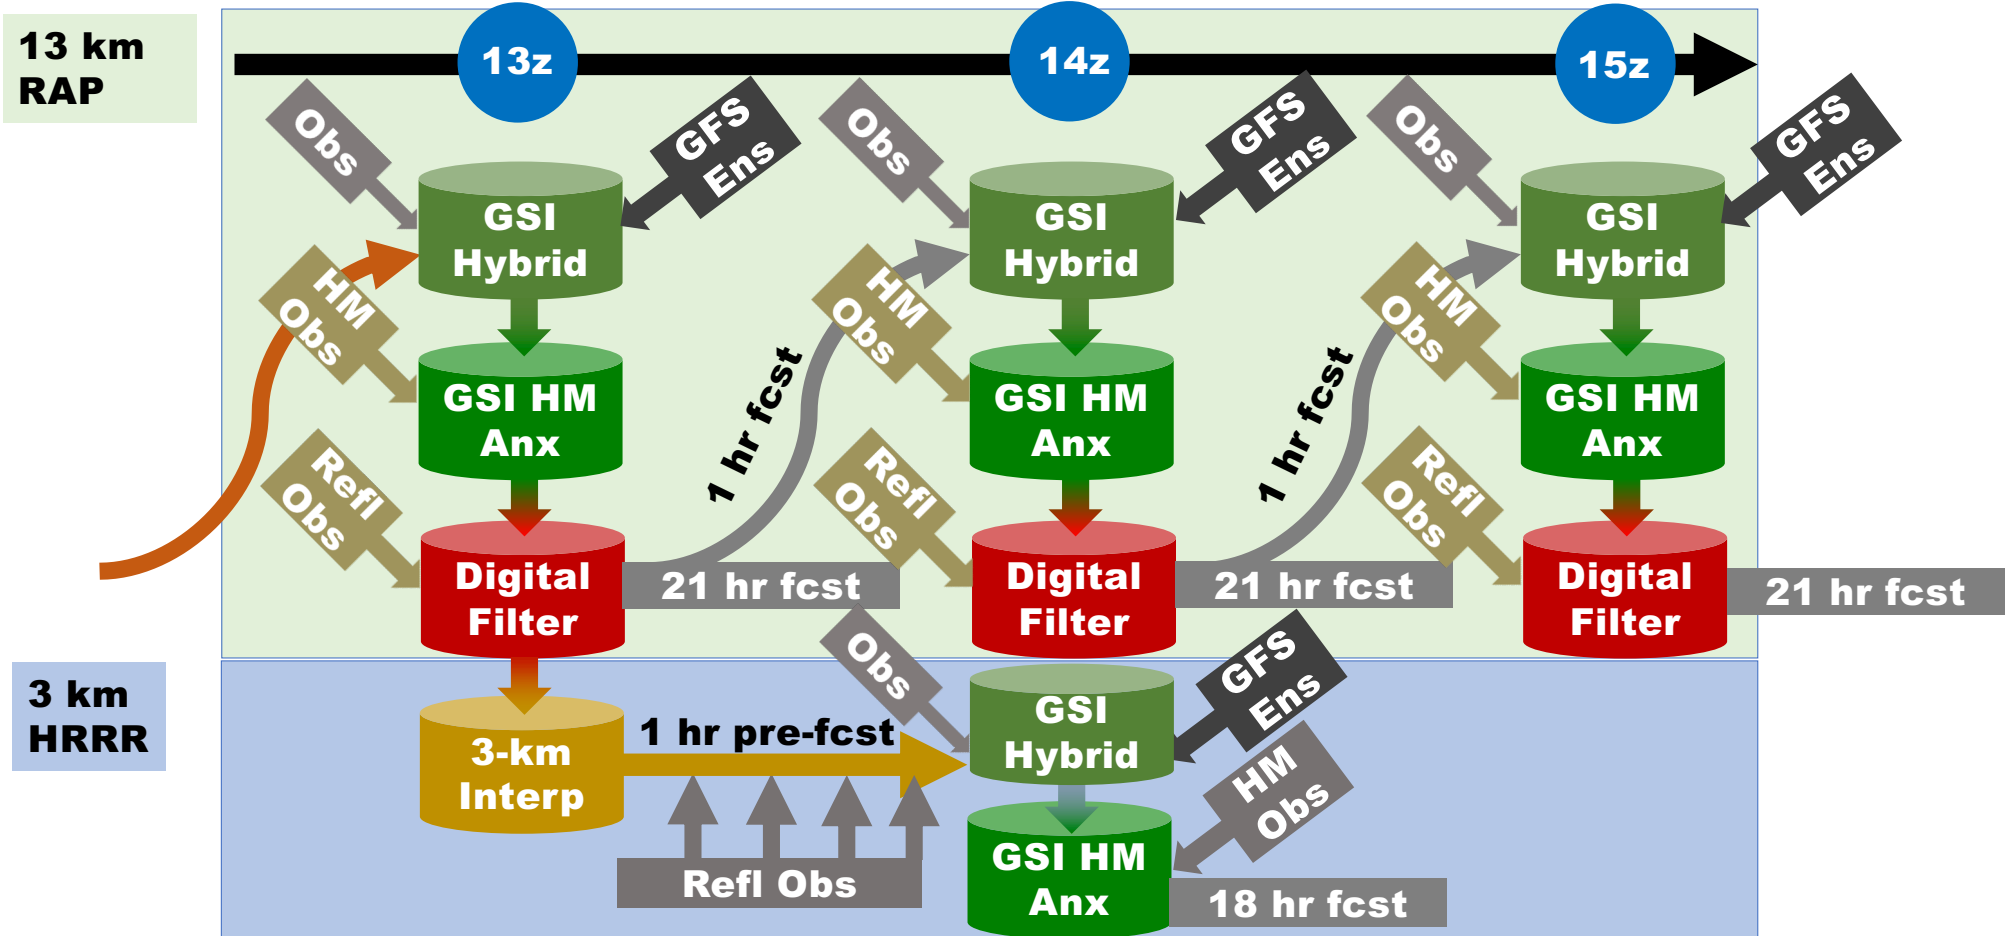 13 km
RAP
13z
14z
15z
Obs
GFS
Ens
Obs
GFS
Ens
Obs
GFS
Ens
GSI
Hybrid
GSI
Hybrid
GSI
Hybrid
HM
Obs
HM
Obs
HM
Obs
GSI HM
Anx
1 hr fcst
GSI HM
Anx
1 hr fcst
GSI HM
Anx
Refl
Obs
Refl
Obs
Refl
Obs
Digital
Filter
21 hr fcst
Digital
Filter
21 hr fcst
Digital
Filter
21 hr fcst
3 km
HRRR
Obs
GSI
Hybrid
GFS
Ens
3-km
Interp
1 hr pre-fcst
HM
Obs
Refl Obs
GSI HM
Anx
18 hr fcst